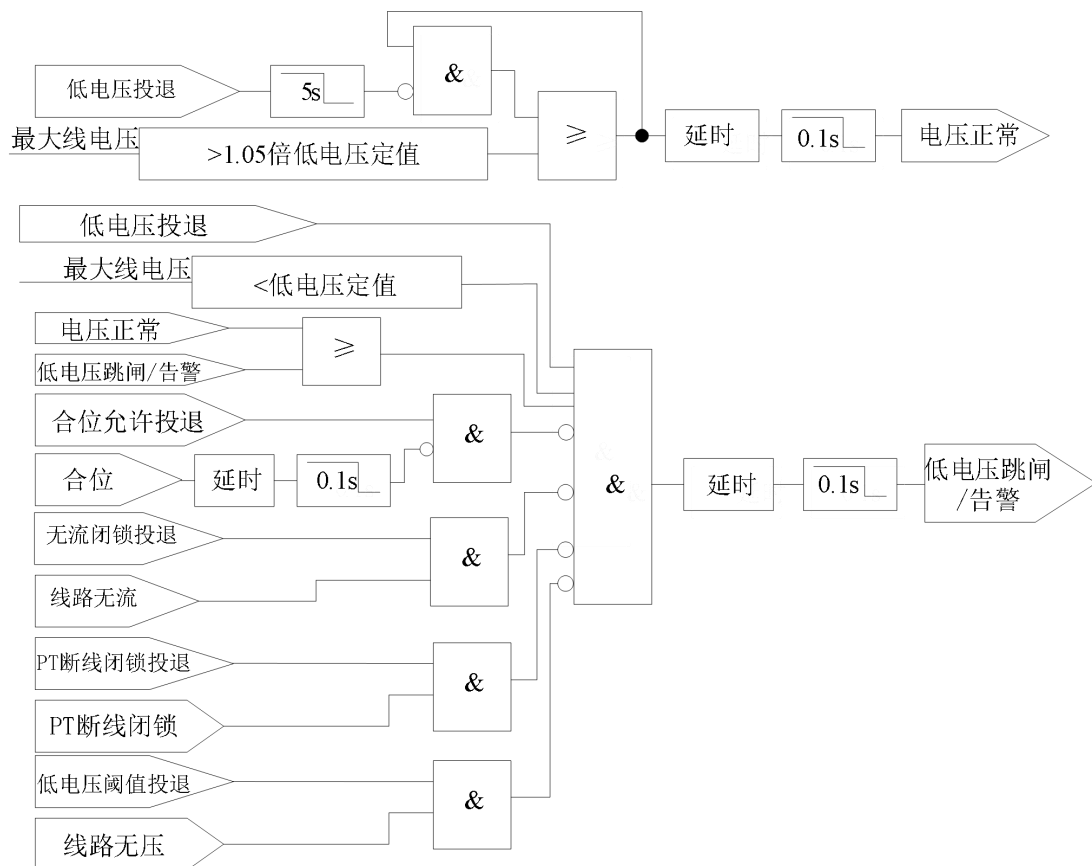 &
低电压投退
5s
最大线电压
>1.05倍低电压定值
≥
延时
0.1s
电压正常
低电压投退
最大线电压
<低电压定值
电压正常
≥
低电压跳闸/告警
合位允许投退
&
合位
延时
0.1s
无流闭锁投退
&
线路无流
&
延时
0.1s
低电压跳闸
/告警
PT断线闭锁投退
&
PT断线闭锁
低电压阈值投退
&
线路无压